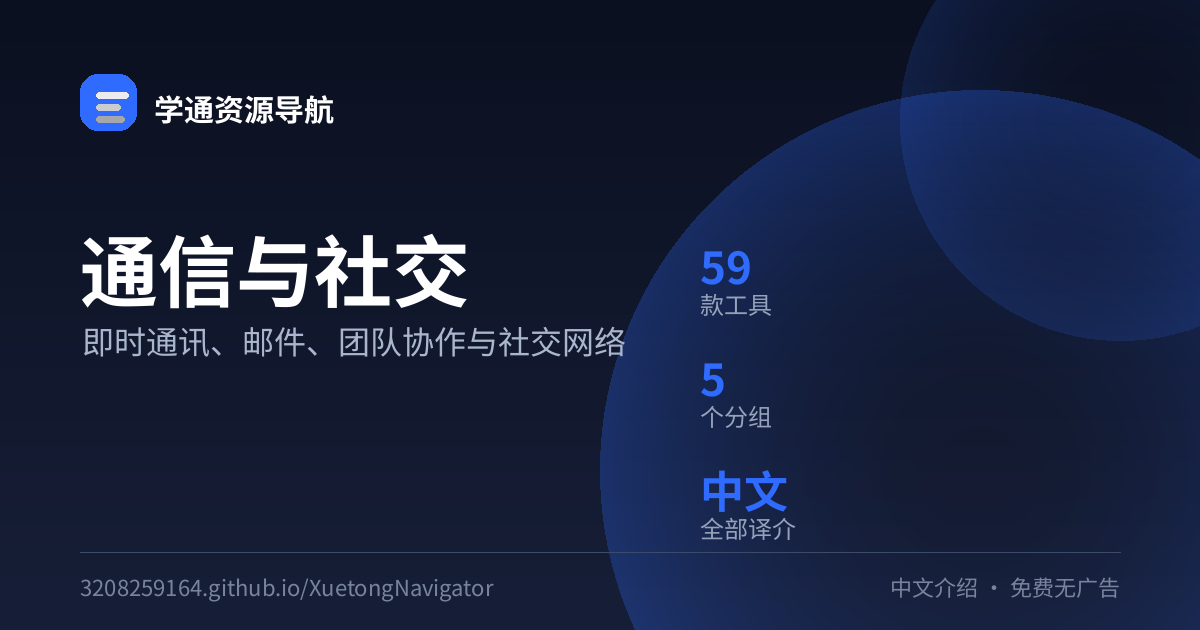 学通资源导航
通信与社交
即时通讯、邮件、团队协作与社交网络
59
款工具
5
个分组
中文
全部译介
3208259164.github.io/XuetongNavigator
中文介绍 · 免费无广告